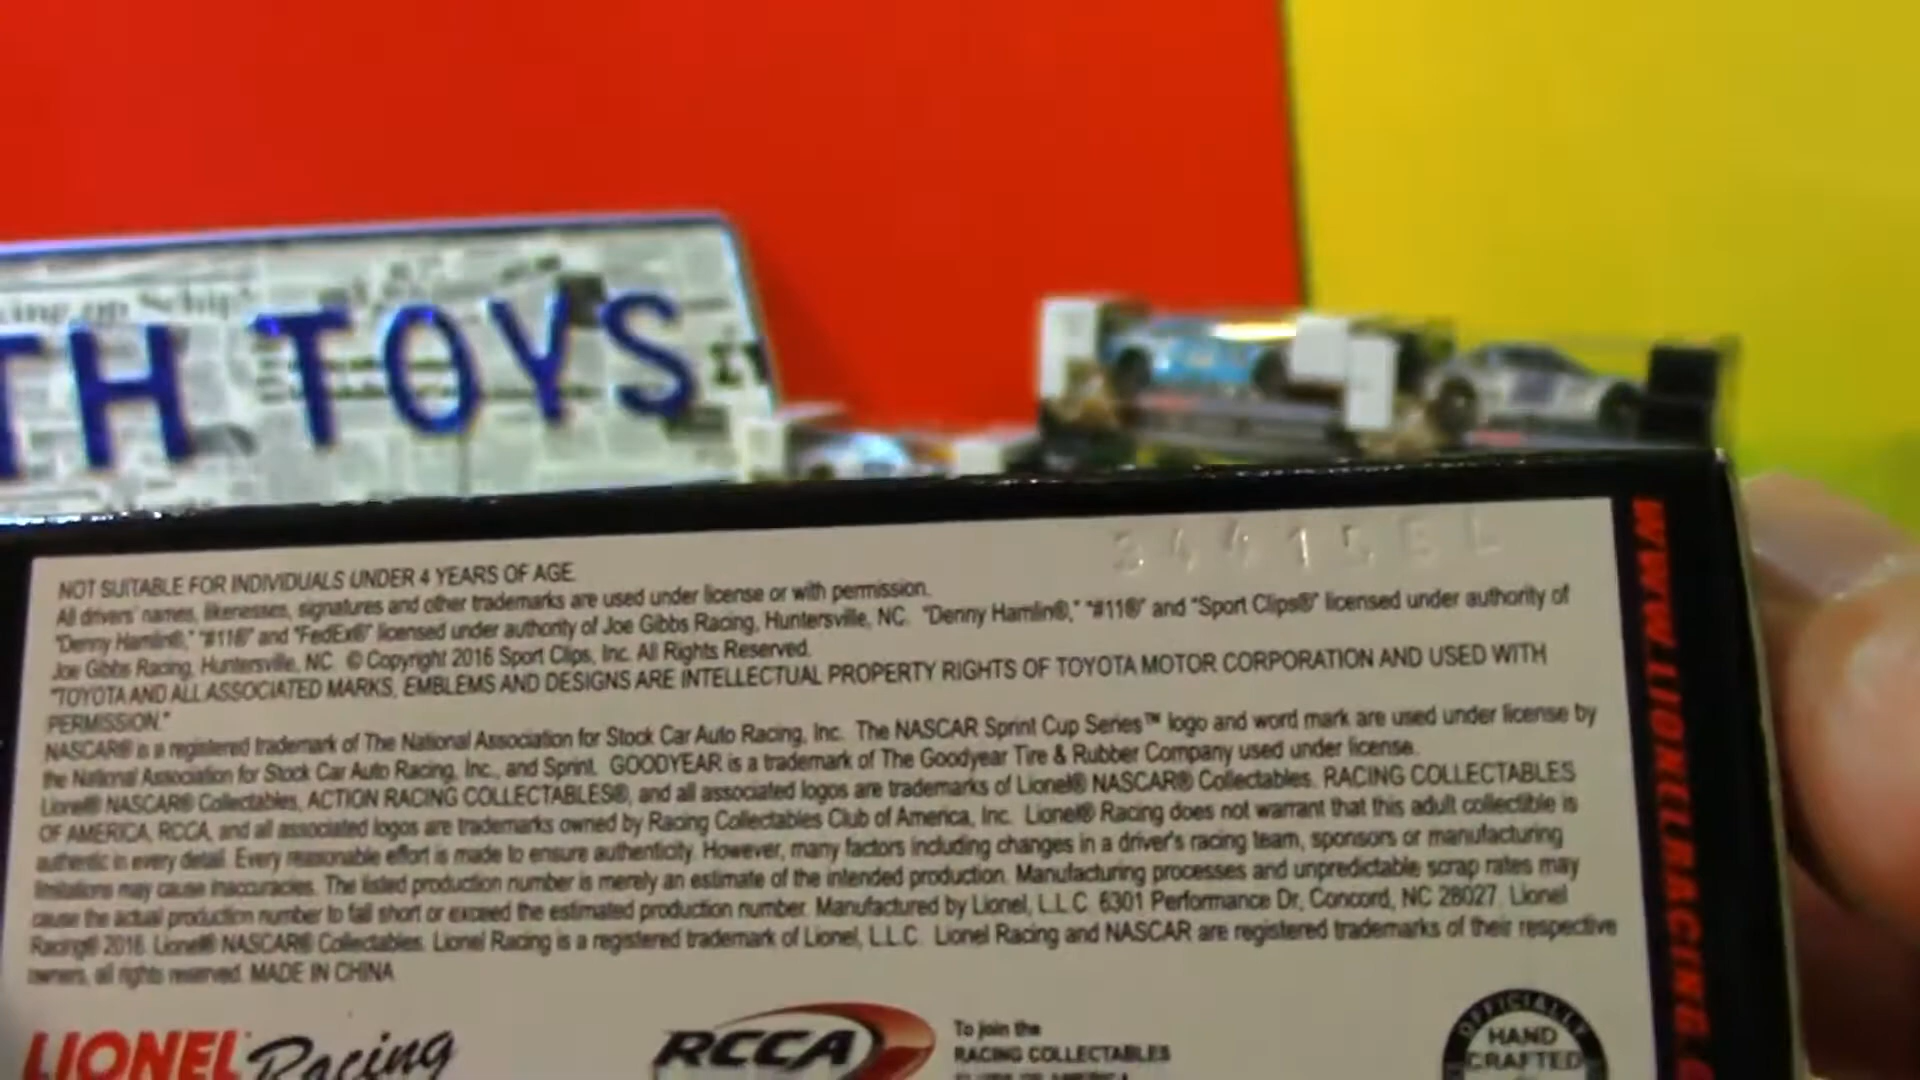 TH TOYS
34415BL
NOT SUITABLE FOR INDIVIDUALS UNDER 4 YEARS OF AGE.
All drivers' names, likenesses, signatures and other trademarks are used under license or with permission.
"Denny Hamlin®," "#11®" and "FedEx®" licensed under authority of Joe Gibbs Racing, Huntersville, NC. "Denny Hamlin®," "#11®" and "Sport Clips®" licensed under authority of
Joe Gibbs Racing, Huntersville, NC. © Copyright 2016 Sport Clips, Inc. All Rights Reserved.
"TOYOTA AND ALL ASSOCIATED MARKS, EMBLEMS AND DESIGNS ARE INTELLECTUAL PROPERTY RIGHTS OF TOYOTA MOTOR CORPORATION AND USED WITH
PERMISSION."
NASCAR® is a registered trademark of The National Association for Stock Car Auto Racing, Inc. The NASCAR Sprint Cup Series™ logo and word mark are used under license by
the National Association for Stock Car Auto Racing, Inc., and Sprint. GOODYEAR is a trademark of The Goodyear Tire & Rubber Company used under license.
Lionel® NASCAR® Collectables, ACTION RACING COLLECTABLES®, and all associated logos are trademarks of Lionel® NASCAR® Collectables. RACING COLLECTABLES
OF AMERICA, RCCA, and all associated logos are trademarks owned by Racing Collectables Club of America, Inc. Lionel® Racing does not warrant that this adult collectible is
authentic in every detail. Every reasonable effort is made to ensure authenticity. However, many factors including changes in a driver's racing team, sponsors or manufacturing
limitations may cause inaccuracies. The listed production number is merely an estimate of the intended production. Manufacturing processes and unpredictable scrap rates may
cause the actual production number to fall short or exceed the estimated production number. Manufactured by Lionel, L.L.C. 6301 Performance Dr, Concord, NC 28027. Lionel
Racing® 2016. Lionel® NASCAR® Collectables. Lionel Racing is a registered trademark of Lionel, L.L.C. Lionel Racing and NASCAR are registered trademarks of their respective
owners, all rights reserved. MADE IN CHINA
LIONEL Racing
RCCA
To join the
RACING COLLECTABLES
OFFICIALLY
HAND
CRAFTED
WWW.LIONELRACING.C